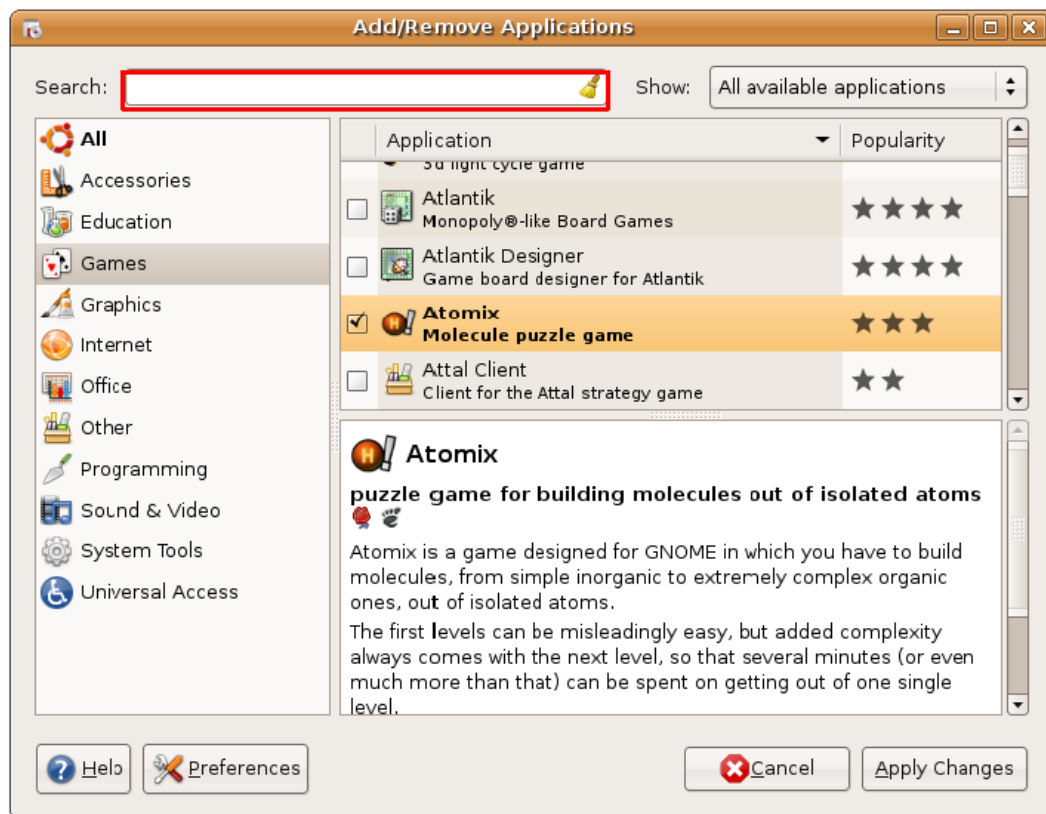 Add/Remove Applications
Search:
Show: All available applications
All
Accessories
Education
Games
Graphics
Internet
Office
Other
Programming
Sound & Video
System Tools
Universal Access
Application Popularity
3d light cycle game
Atlantik
Monopoly®-like Board Games
Atlantik Designer
Game board designer for Atlantik
Atomix
Molecule puzzle game
Attal Client
Client for the Attal strategy game
Atomix
puzzle game for building molecules out of isolated atoms
Atomix is a game designed for GNOME in which you have to build
molecules, from simple inorganic to extremely complex organic
ones, out of isolated atoms.
The first levels can be misleadingly easy, but added complexity
always comes with the next level, so that several minutes (or even
much more than that) can be spent on getting out of one single
level.
Help Preferences Cancel Apply Changes